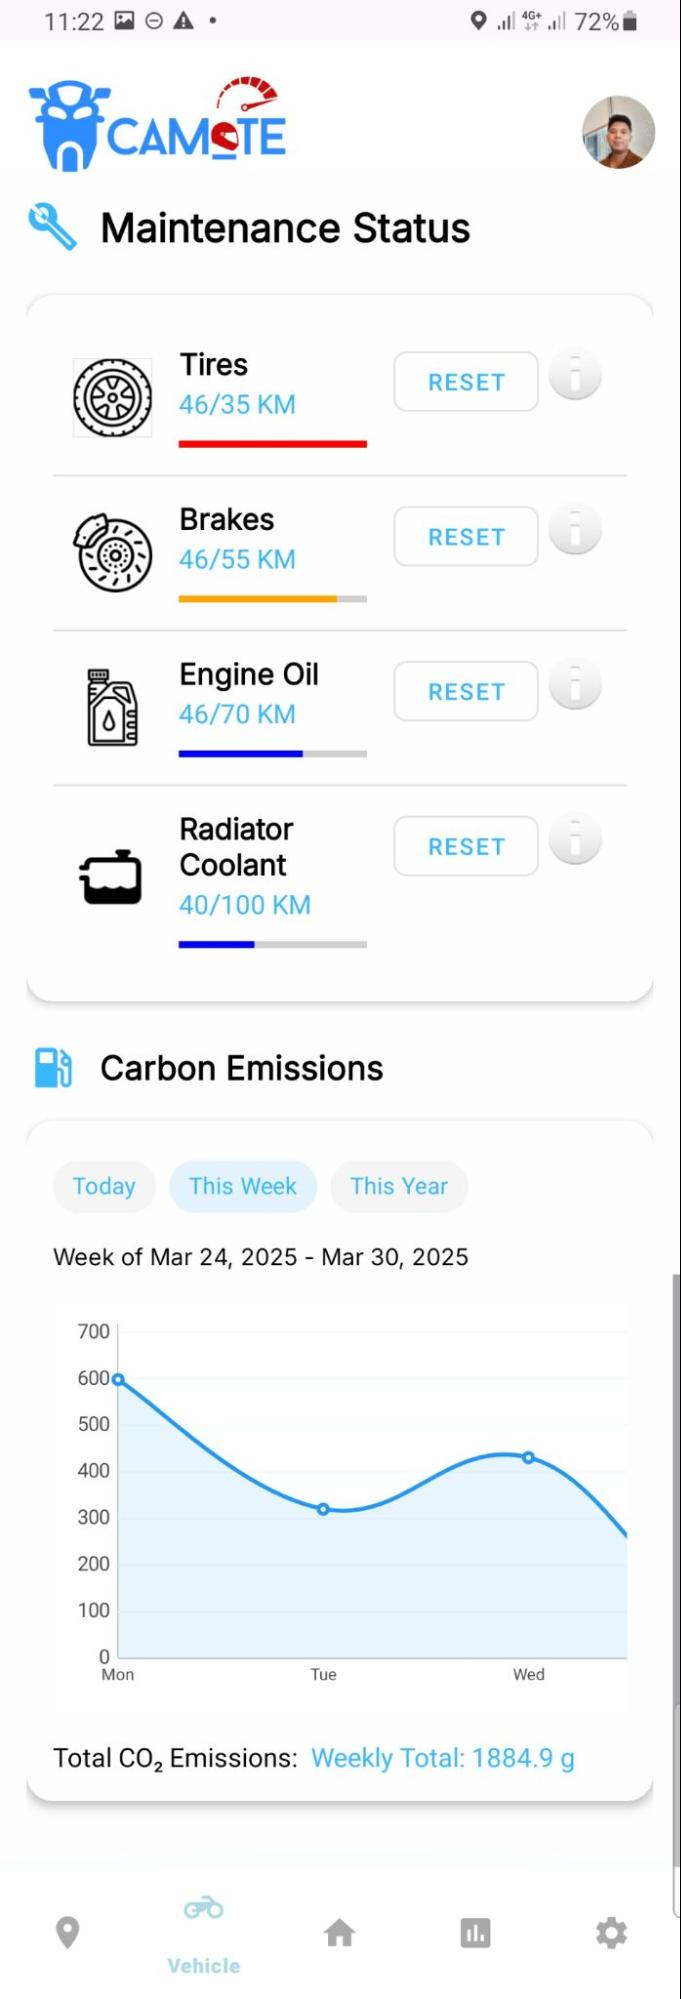 11:22
4G+
72%
CAMOTE
Maintenance Status
Tires
46/35 KM
RESET
Brakes
46/55 KM
RESET
Engine Oil
46/70 KM
RESET
Radiator
Coolant
40/100 KM
RESET
Carbon Emissions
Today
This Week
This Year
Week of Mar 24, 2025 - Mar 30, 2025
700
600
500
400
300
200
100
0
Mon
Tue
Wed
Total CO₂ Emissions: Weekly Total: 1884.9 g
Vehicle